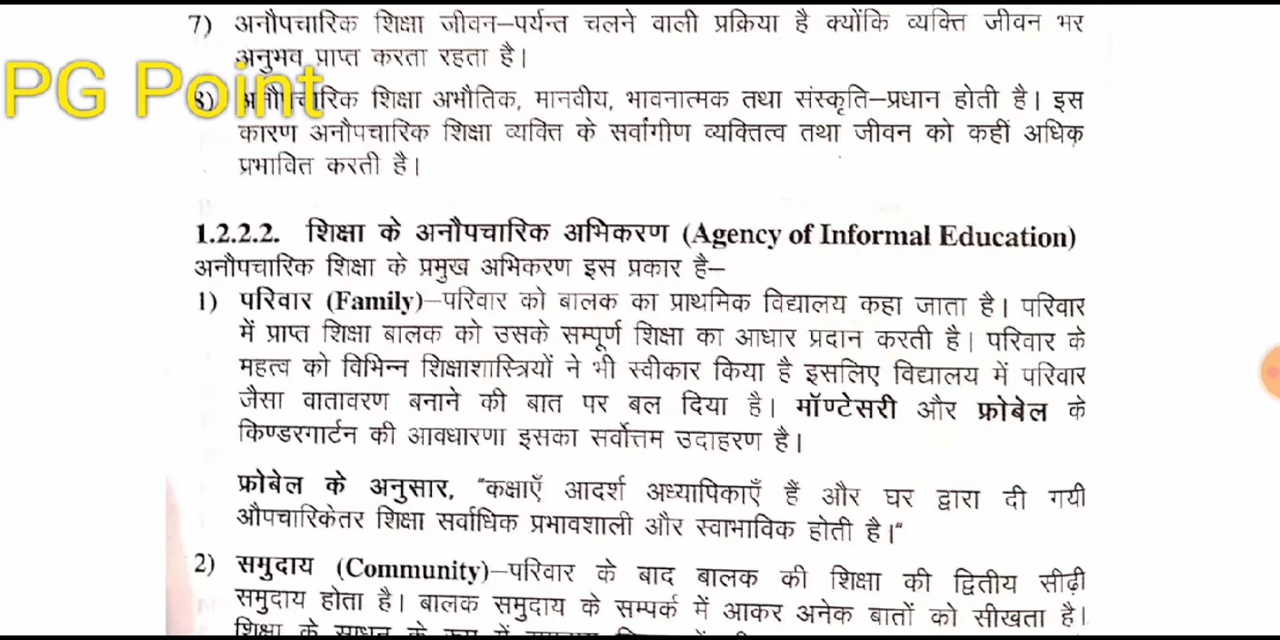 7) अनौपचारिक शिक्षा जीवन–पर्यन्त चलने वाली प्रक्रिया है क्योंकि व्यक्ति जीवन भर
अनुभव प्राप्त करता रहता है।
PG Point
8) अनौपचारिक शिक्षा अभौतिक, मानवीय, भावनात्मक तथा संस्कृति–प्रधान होती है। इस
कारण अनौपचारिक शिक्षा व्यक्ति के सर्वांगीण व्यक्तित्व तथा जीवन को कहीं अधिक
प्रभावित करती है।
1.2.2.2. शिक्षा के अनौपचारिक अभिकरण (Agency of Informal Education)
अनौपचारिक शिक्षा के प्रमुख अभिकरण इस प्रकार है–
1) परिवार (Family)–परिवार को बालक का प्राथमिक विद्यालय कहा जाता है। परिवार
में प्राप्त शिक्षा बालक को उसके सम्पूर्ण शिक्षा का आधार प्रदान करती है। परिवार के
महत्व को विभिन्न शिक्षाशास्त्रियों ने भी स्वीकार किया है इसलिए विद्यालय में परिवार
जैसा वातावरण बनाने की बात पर बल दिया है। मॉण्टेसरी और फ्रोबेल के
किण्डरगार्टन की आवधारणा इसका सर्वोत्तम उदाहरण है।
फ्रोबेल के अनुसार, "कक्षाएँ आदर्श अध्यापिकाएँ हैं और घर द्वारा दी गयी
औपचारिकेतर शिक्षा सर्वाधिक प्रभावशाली और स्वाभाविक होती है।"
2) समुदाय (Community)–परिवार के बाद बालक की शिक्षा की द्वितीय सीढ़ी
समुदाय होता है। बालक समुदाय के सम्पर्क में आकर अनेक बातों को सीखता है।
शिक्षा के साधन के रूप में